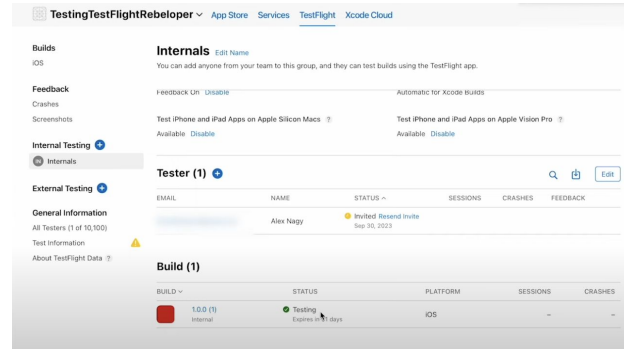 TestingTestFlightRebeloper App Store Services TestFlight Xcode Cloud
Builds
iOS
Feedback
Crashes
Screenshots
Internal Testing
IN Internals
External Testing
General Information
All Testers (1 of 10,100)
Test Information
About TestFlight Data ?
Internals Edit Name
You can add anyone from your team to this group, and they can test builds using the TestFlight app.
Feedback On Disable
Automatic for Xcode Builds
Test iPhone and iPad Apps on Apple Silicon Macs ?
Available Disable
Test iPhone and iPad Apps on Apple Vision Pro ?
Available Disable
Tester (1) Edit
EMAIL NAME STATUS SESSIONS CRASHES FEEDBACK
Alex Nagy Invited Resend Invite
Sep 30, 2023
Build (1)
BUILD STATUS PLATFORM SESSIONS CRASHES
1.0.0 (1) Testing iOS – –
Internal Expires in days